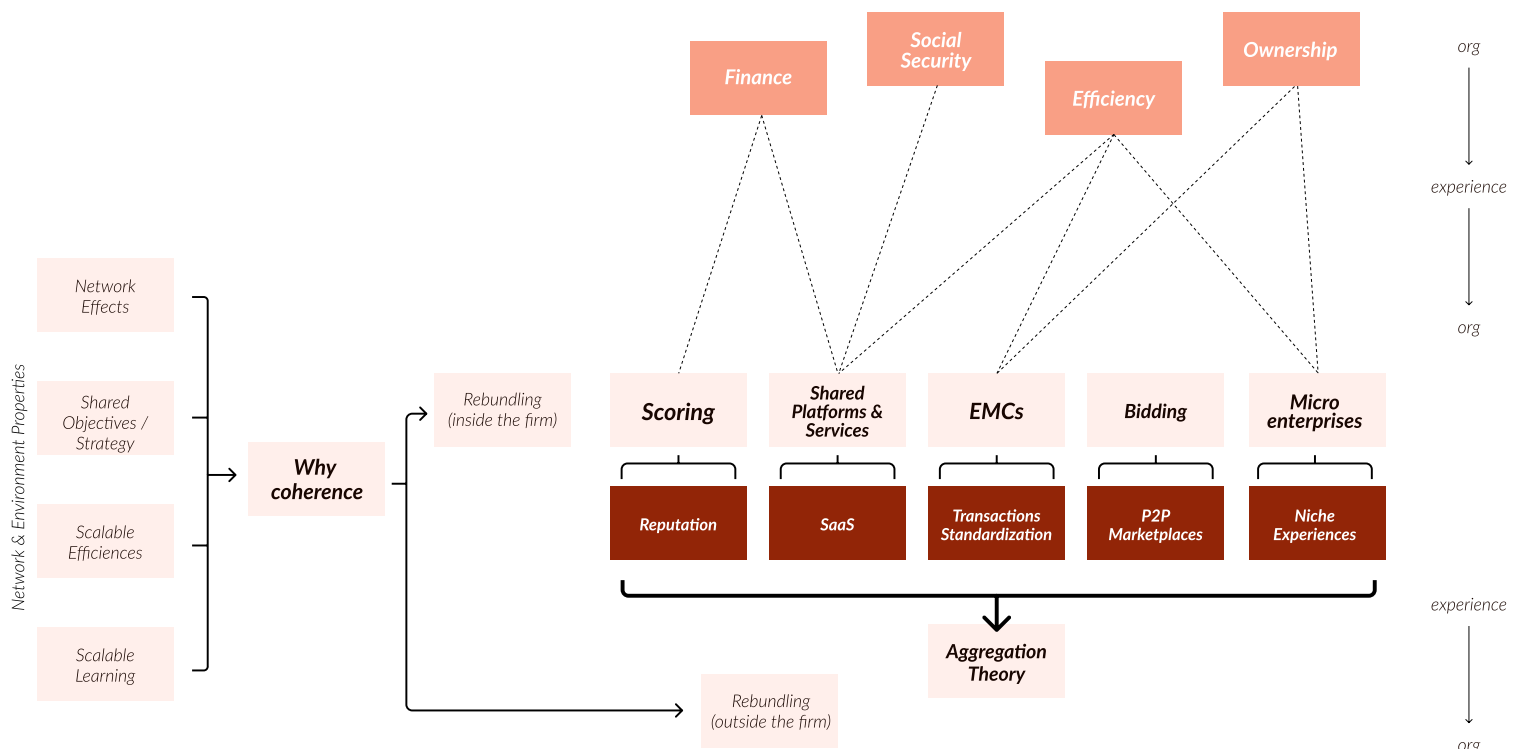 Finance
Social
Security
Efficiency
Ownership
org
experience
org
Network & Environment Properties
Network
Effects
Shared
Objectives /
Strategy
Scalable
Efficiences
Scalable
Learning
Why
coherence
Rebundling
(inside the firm)
Scoring
Shared
Platforms &
Services
EMCs
Bidding
Micro
enterprises
Reputation
SaaS
Transactions
Standardization
P2P
Marketplaces
Niche
Experiences
Aggregation
Theory
Rebundling
(outside the firm)
experience
org